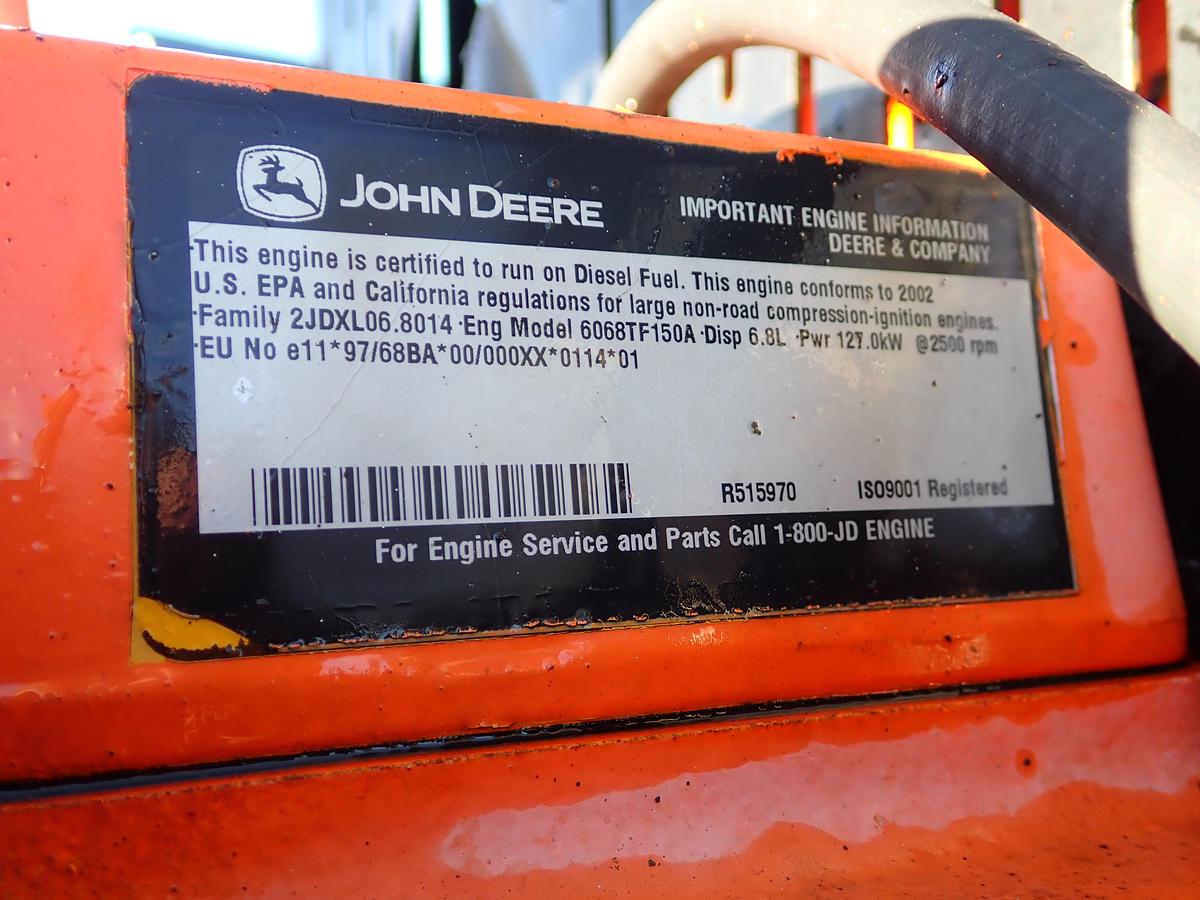 JOHN DEERE
IMPORTANT ENGINE INFORMATION
DEERE & COMPANY
·This engine is certified to run on Diesel Fuel. This engine conforms to 2002
U.S. EPA and California regulations for large non-road compression-ignition engines.
·Family 2JDXL06.8014 ·Eng Model 6068TF150A ·Disp 6.8L ·Pwr 127.0kW @2500 rpm
·EU No e11*97/68BA*00/000XX*0114*01
R515970 ISO9001 Registered
For Engine Service and Parts Call 1-800-JD ENGINE